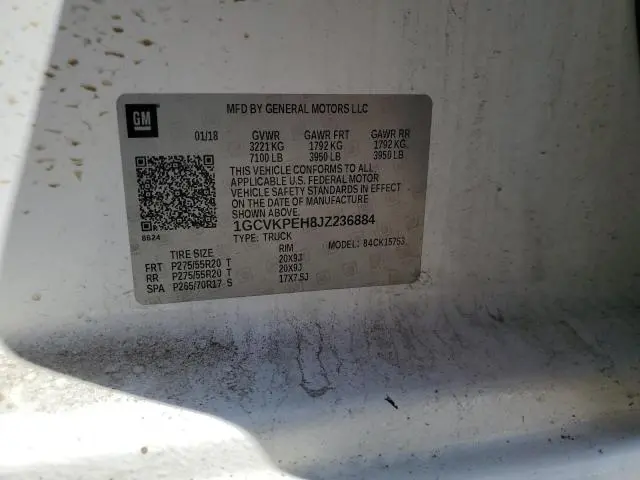 GM
MFD BY GENERAL MOTORS LLC
01/18 GVWR GAWR FRT GAWR RR
3221 KG 1792 KG 1792 KG
7100 LB 3950 LB 3950 LB
THIS VEHICLE CONFORMS TO ALL
APPLICABLE U.S. FEDERAL MOTOR
VEHICLE SAFETY STANDARDS IN EFFECT
ON THE DATE OF MANUFACTURE
SHOWN ABOVE.
1GCVKPEH8JZ236884
8624
TYPE: TRUCK MODEL: 84CK15753
TIRE SIZE RIM
FRT P275/55R20 T 20X9J
RR P275/55R20 T 20X9J
SPA P265/70R17 S 17X7.5J